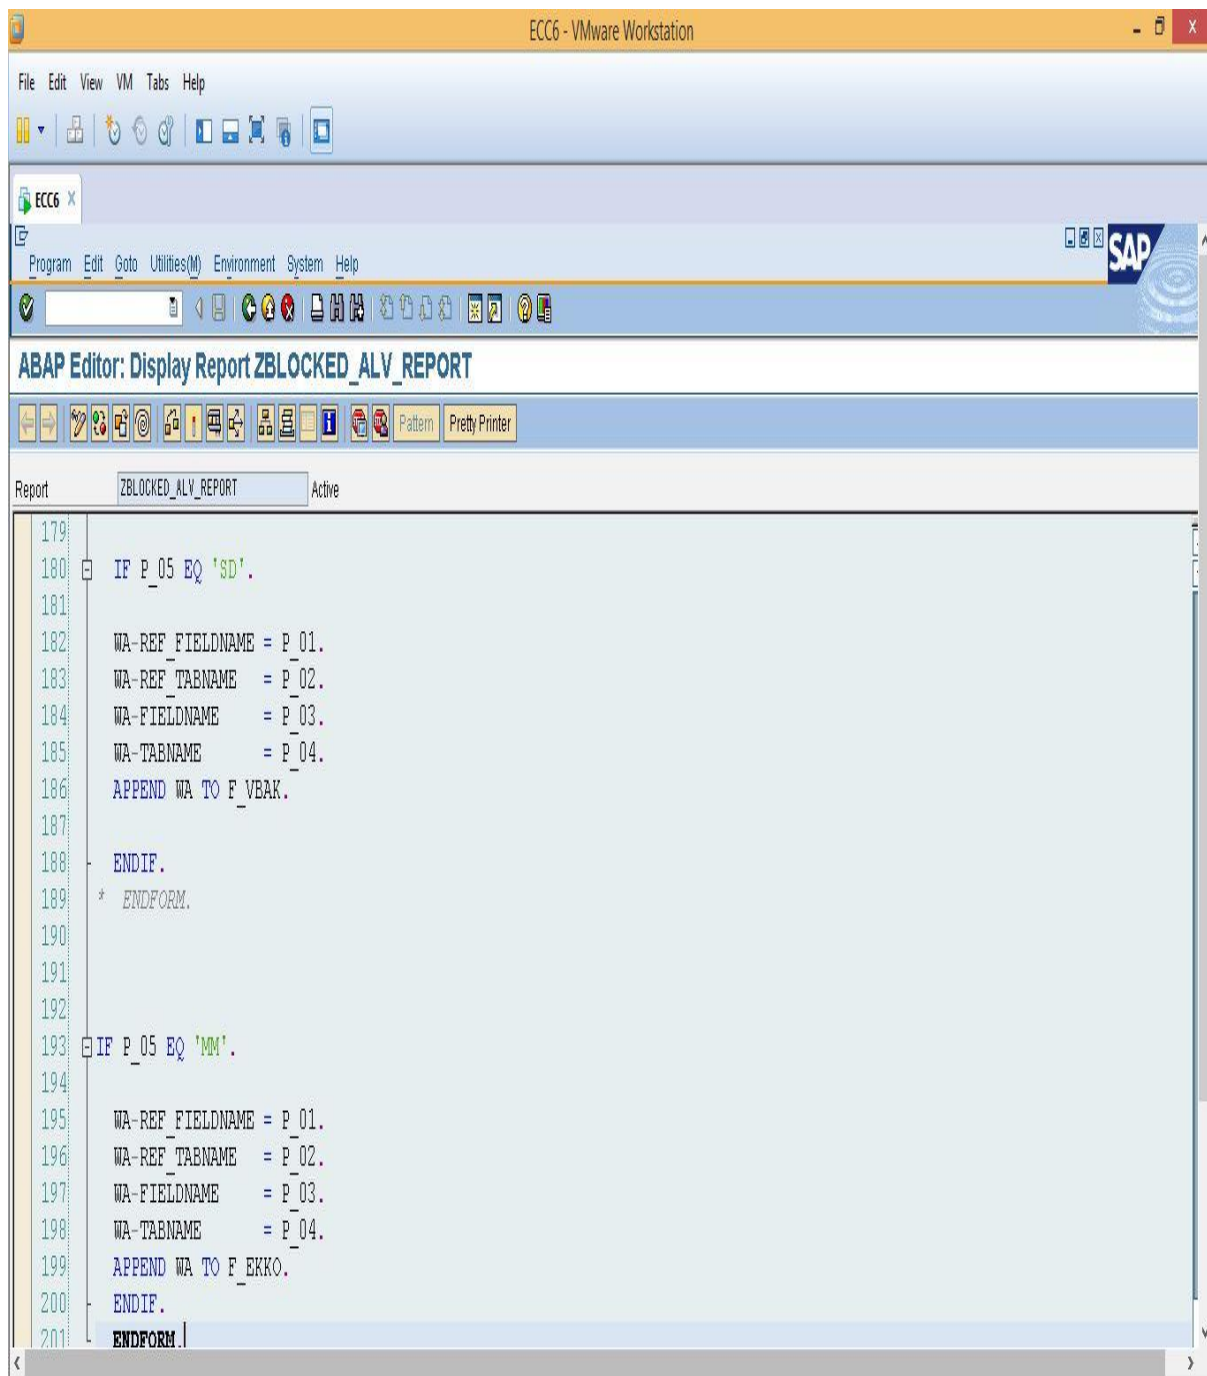 ECC6 - VMware Workstation
File Edit View VM Tabs Help
ECC6
SAP
Program Edit Goto Utilities(M) Environment System Help
ABAP Editor: Display Report ZBLOCKED_ALV_REPORT
Pattern Pretty Printer
Report ZBLOCKED_ALV_REPORT Active
179
180 IF P_05 EQ 'SD'.
181
182 WA-REF_FIELDNAME = P_01.
183 WA-REF_TABNAME = P_02.
184 WA-FIELDNAME = P_03.
185 WA-TABNAME = P_04.
186 APPEND WA TO F_VBAK.
187
188 ENDIF.
189 * ENDFORM.
190
191
192
193 IF P_05 EQ 'MM'.
194
195 WA-REF_FIELDNAME = P_01.
196 WA-REF_TABNAME = P_02.
197 WA-FIELDNAME = P_03.
198 WA-TABNAME = P_04.
199 APPEND WA TO F_EKKO.
200 ENDIF.
201 ENDFORM.